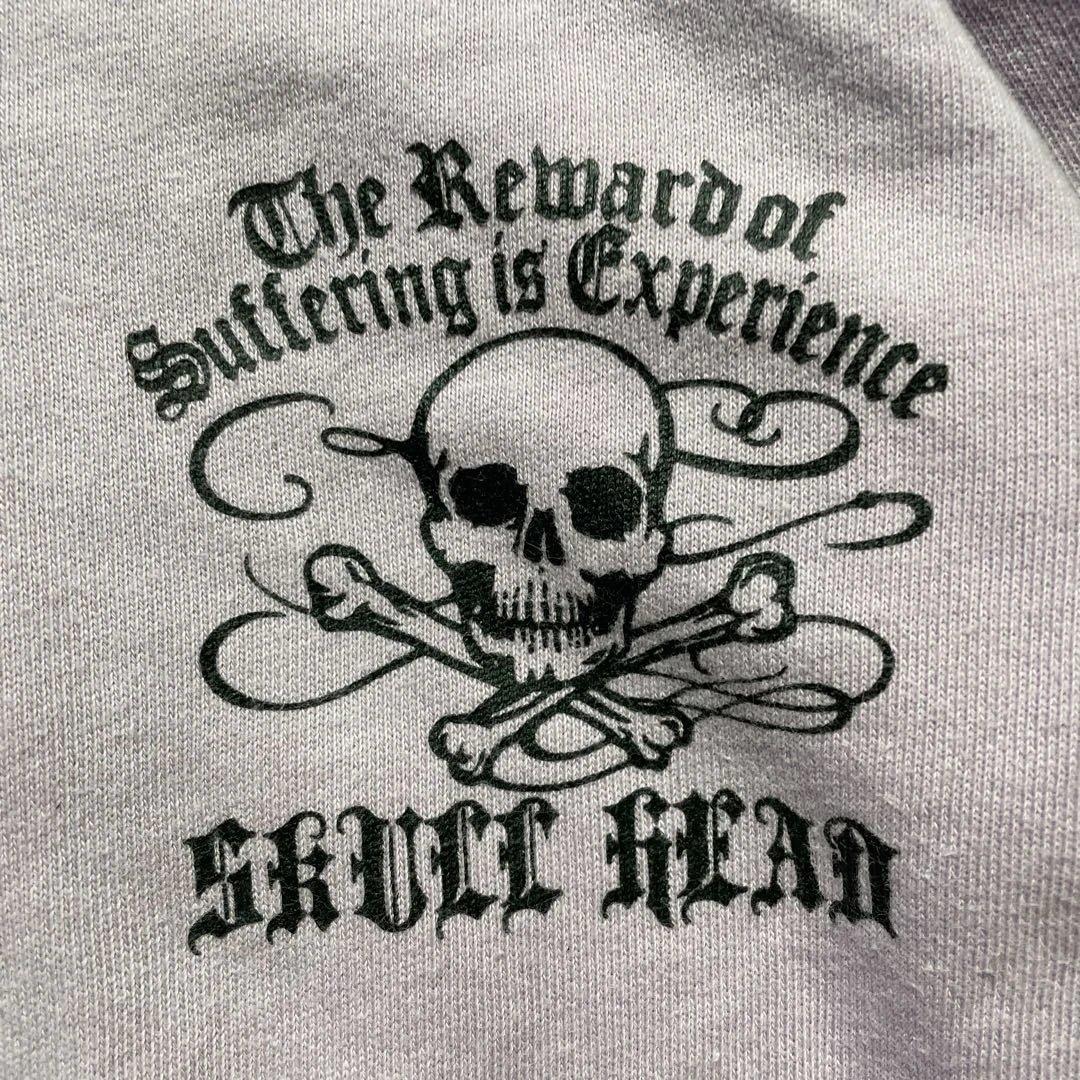 The Reward of
Suffering is Experience
SKULL HEAD